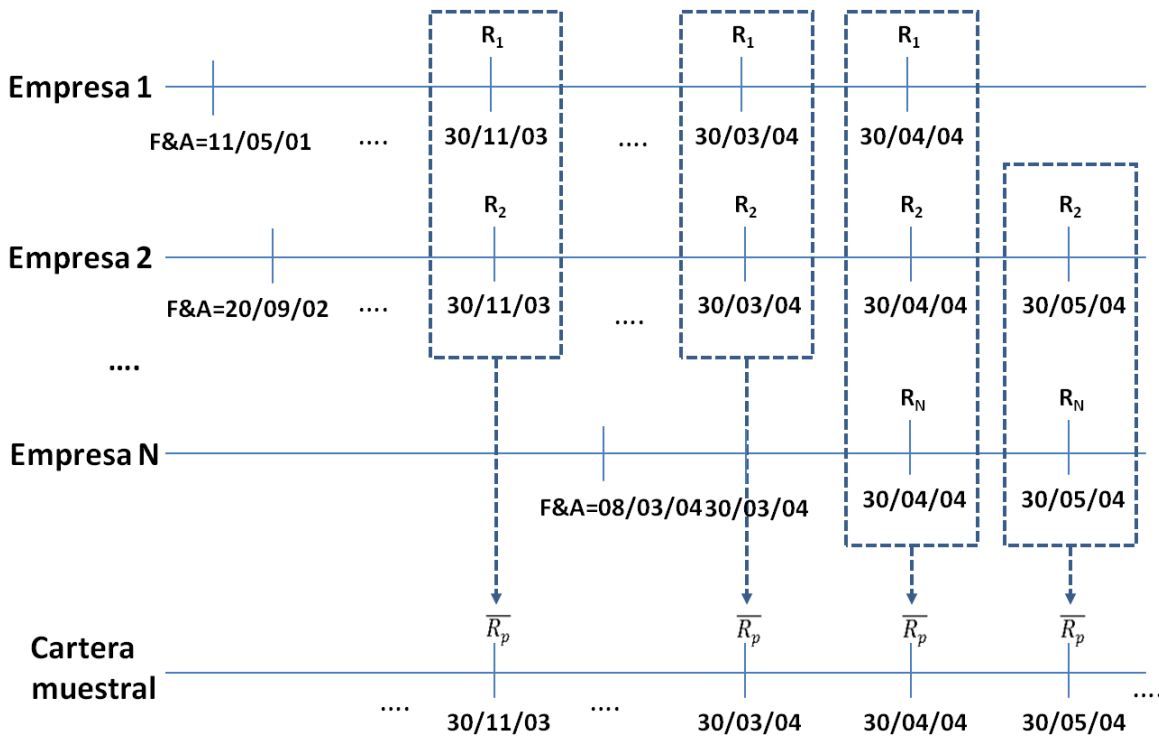 R1 R1 R1
Empresa 1
F&A=11/05/01 .... 30/11/03 .... 30/03/04 30/04/04
R2 R2 R2 R2
Empresa 2
F&A=20/09/02 .... 30/11/03 .... 30/03/04 30/04/04 30/05/04
....
RN RN
Empresa N
F&A=08/03/04 30/03/04 30/04/04 30/05/04
Rp Rp Rp Rp
Cartera
muestral
.... 30/11/03 .... 30/03/04 30/04/04 30/05/04 ....